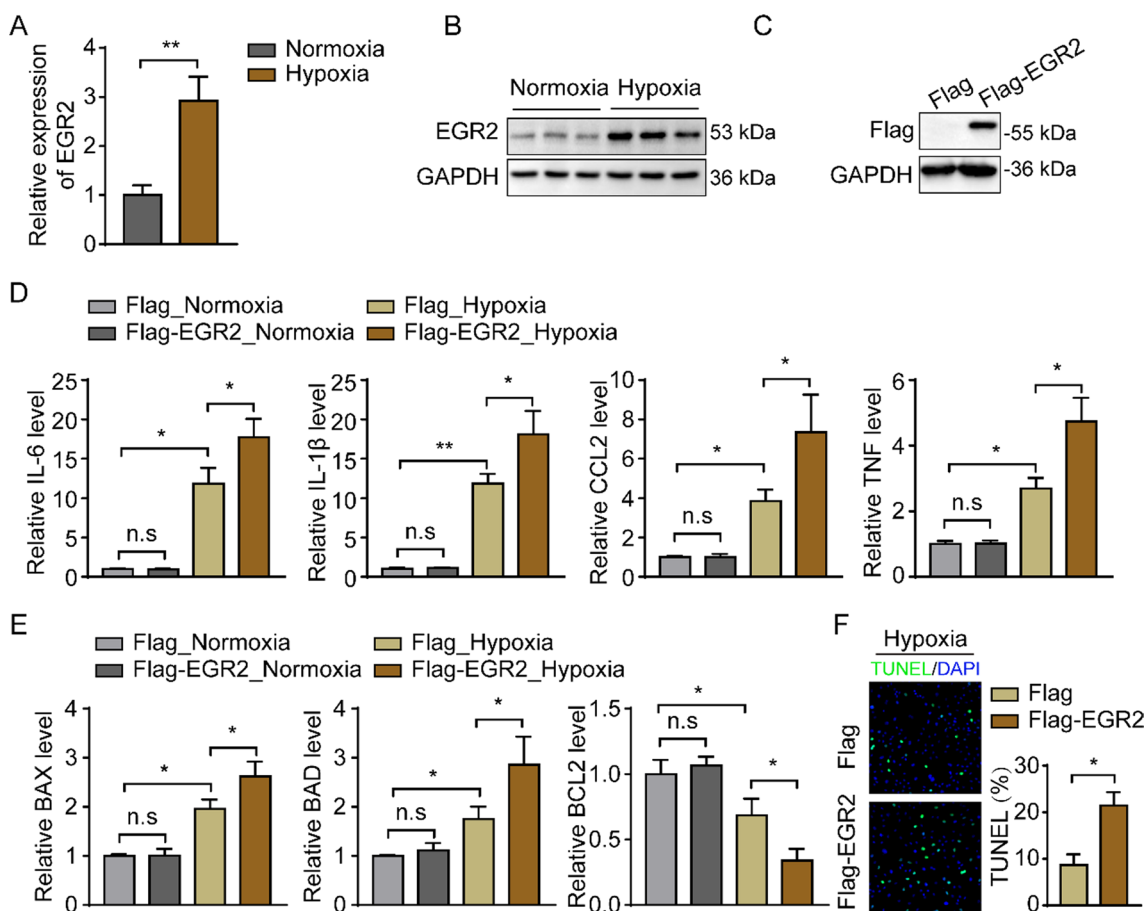 A
Relative expression
of EGR2
4
3
2
1
0
**
Normoxia
Hypoxia
B
Normoxia Hypoxia
EGR2 53 kDa
GAPDH 36 kDa
C
Flag Flag-EGR2
Flag -55 kDa
GAPDH -36 kDa
D
Flag_Normoxia Flag_Hypoxia
Flag-EGR2_Normoxia Flag-EGR2_Hypoxia
Relative IL-6 level
25
20
15
10
5
0
n.s
*
*
Relative IL-1β level
25
20
15
10
5
0
n.s
**
*
Relative CCL2 level
10
8
6
4
2
0
n.s
*
*
Relative TNF level
6
4
2
0
n.s
*
*
E
Flag_Normoxia Flag_Hypoxia
Flag-EGR2_Normoxia Flag-EGR2_Hypoxia
Relative BAX level
4
3
2
1
0
n.s
*
*
Relative BAD level
4
3
2
1
0
n.s
*
*
Relative BCL2 level
1.5
1.0
0.5
0.0
*
n.s
*
F
Hypoxia
TUNEL/DAPI
Flag
Flag-EGR2
Flag
Flag-EGR2
TUNEL (%)
30
20
10
0
*